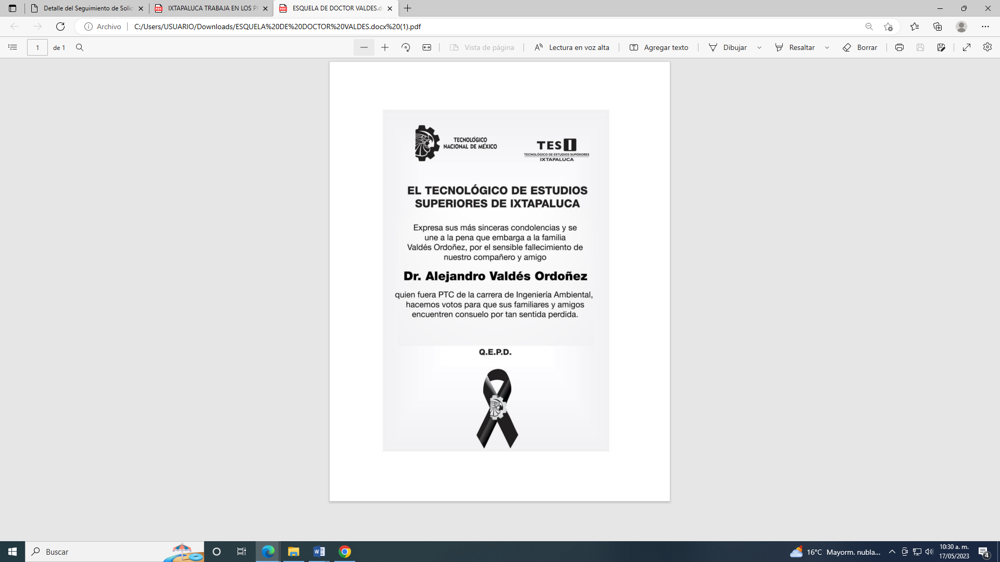 Detalle del Seguimiento de Solic
IXTAPALUCA TRABAJA EN LOS P
ESQUELA DE DOCTOR VALDES.d
Archivo
C:/Users/USUARIO/Downloads/ESQUELA%20DE%20DOCTOR%20VALDES.docx%20(1).pdf
1 de 1
Vista de página
Lectura en voz alta
Agregar texto
Dibujar
Resaltar
Borrar
TECNOLÓGICO
NACIONAL DE MÉXICO
TESI
TECNOLÓGICO DE ESTUDIOS SUPERIORES
IXTAPALUCA
EL TECNOLÓGICO DE ESTUDIOS
SUPERIORES DE IXTAPALUCA
Expresa sus más sinceras condolencias y se
une a la pena que embarga a la familia
Valdés Ordoñez, por el sensible fallecimiento de
nuestro compañero y amigo
Dr. Alejandro Valdés Ordoñez
quien fuera PTC de la carrera de Ingeniería Ambiental,
hacemos votos para que sus familiares y amigos
encuentren consuelo por tan sentida perdida.
Q.E.P.D.
Buscar
16°C Mayorm. nubla...
10:30 a. m.
17/05/2023
4